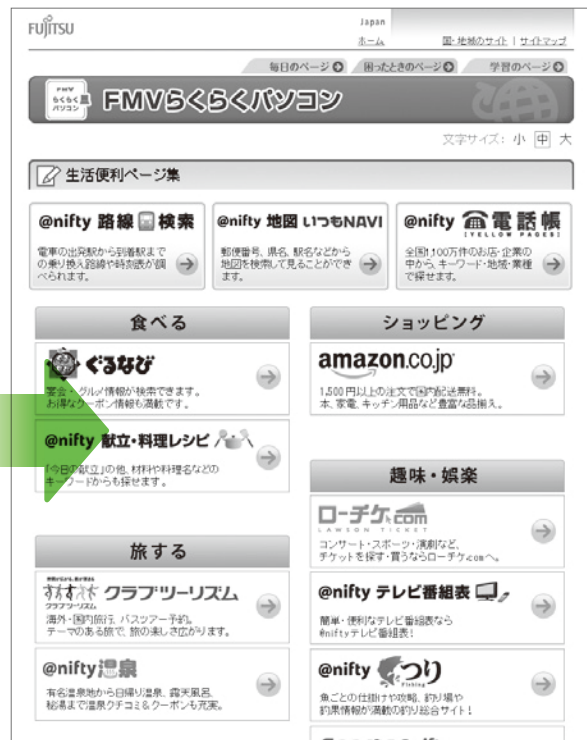 FUJITSU
Japan
ホーム
国・地域のサイト | サイトマップ
毎日のページ
困ったときのページ
学習のページ
FMV
らくらく
パソコン
FMVらくらくパソコン
文字サイズ: 小 中 大
生活便利ページ集
@nifty 路線 検索
電車の出発駅から到着駅まで
の乗り換え路線や時刻表が調
べられます。
@nifty 地図 いつもNAVI
郵便番号、県名、駅名などから
地図を検索して見ることができ
ます。
@nifty 電話帳
[YELLOW PAGES]
全国1,100万件のお店・企業の
中から、キーワード・地域・業種
で探せます。
食べる
ぐるなび
宴会・グルメ情報が検索できます。
お得なクーポン情報も満載です。
@nifty 献立・料理レシピ
「今日の献立」の他、材料や料理名などの
キーワードからも探せます。
旅する
クラブツーリズム
海外・国内旅行、バスツアー予約。
テーマのある旅で、旅の楽しさ広がります。
@nifty温泉
有名温泉地から日帰り温泉、露天風呂、
秘湯まで温泉クチコミ&クーポンも充実。
ショッピング
amazon.co.jp
1,500円以上の注文で国内配送無料。
本、家電、キッチン用品など豊富な品揃え。
趣味・娯楽
ローチケ.com
LAWSON TICKET
コンサート・スポーツ・演劇など、
チケットを探す・買うならローチケ.comへ。
@nifty テレビ番組表
簡単・便利なテレビ番組表なら
@niftyテレビ番組表!
@nifty つり
Fishing
魚ごとの仕掛けや攻略、釣り場や
釣果情報が満載の釣り総合サイト!